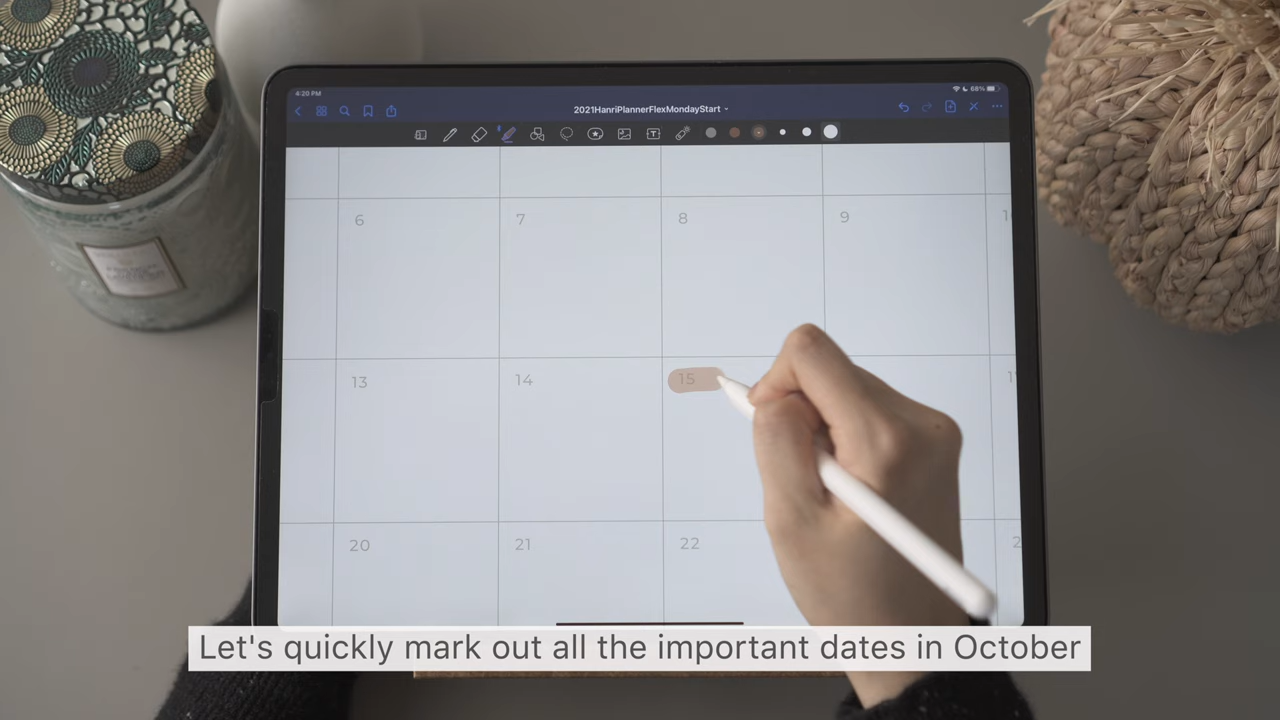 4:20 PM
68%
2021HanriPlannerFlexMondayStart
6 7 8 9
13 14 15
20 21 22
Let's quickly mark out all the important dates in October